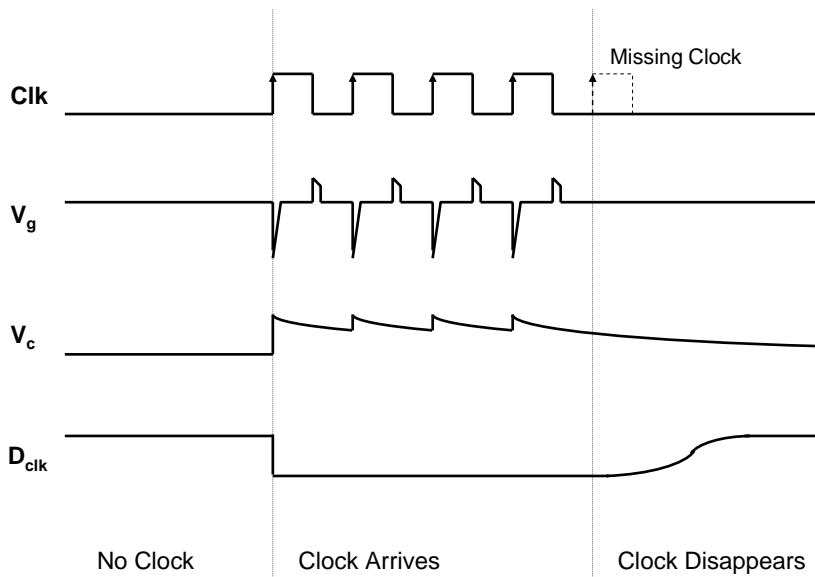 Missing Clock
Clk
Vg
Vc
Dclk
No Clock
Clock Arrives
Clock Disappears